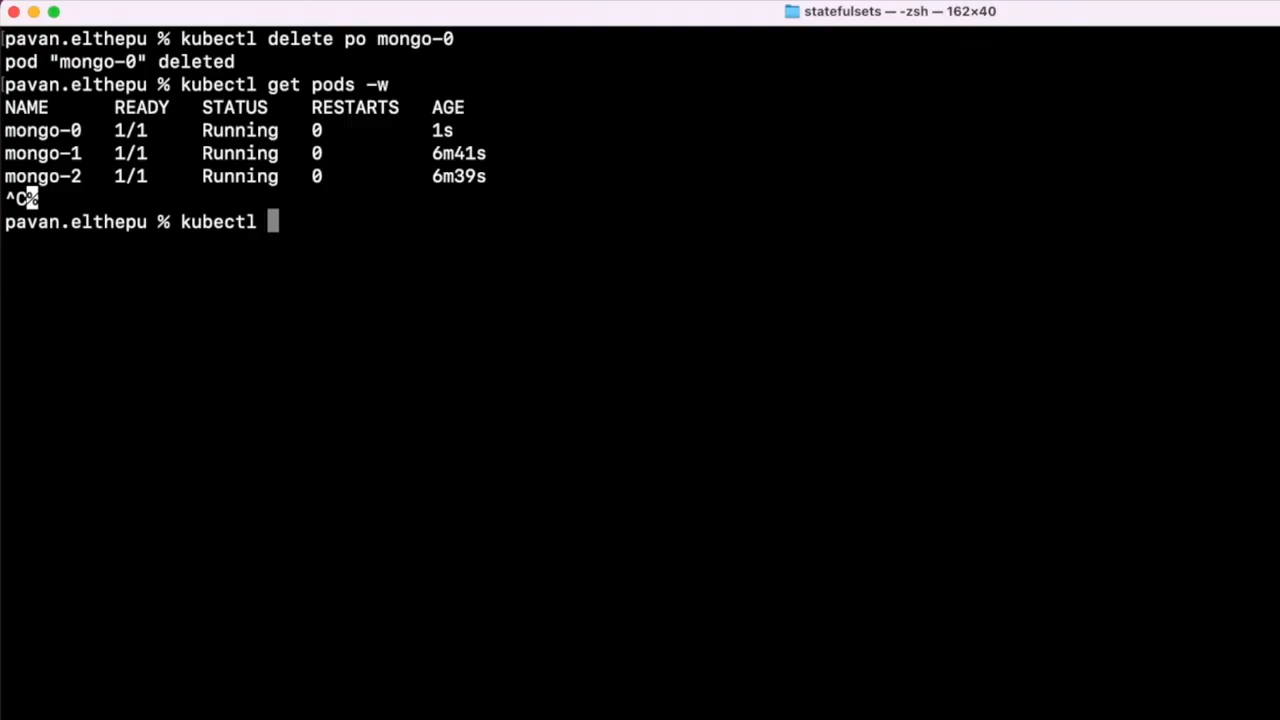 statefulsets — -zsh — 162×40
pavan.elthepu % kubectl delete po mongo-0
pod "mongo-0" deleted
pavan.elthepu % kubectl get pods -w
NAME READY STATUS RESTARTS AGE
mongo-0 1/1 Running 0 1s
mongo-1 1/1 Running 0 6m41s
mongo-2 1/1 Running 0 6m39s
^C%
pavan.elthepu % kubectl